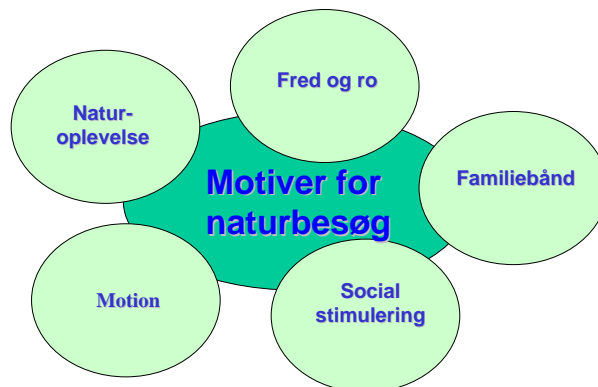 Fred og ro
Natur-
oplevelse
Familiebånd
Motiver for
naturbesøg
Motion
Social
stimulering